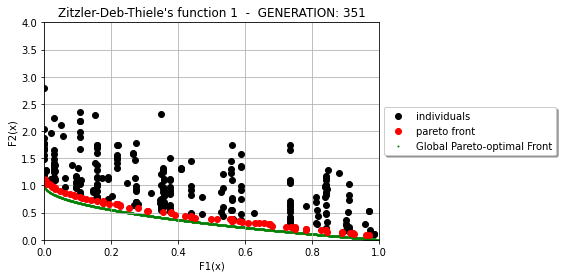 Zitzler-Deb-Thiele's function 1 - GENERATION: 351
4.0
3.5
3.0
2.5
2.0
1.5
1.0
0.5
0.0
F2(x)
0.0 0.2 0.4 0.6 0.8 1.0
F1(x)
individuals
pareto front
Global Pareto-optimal Front